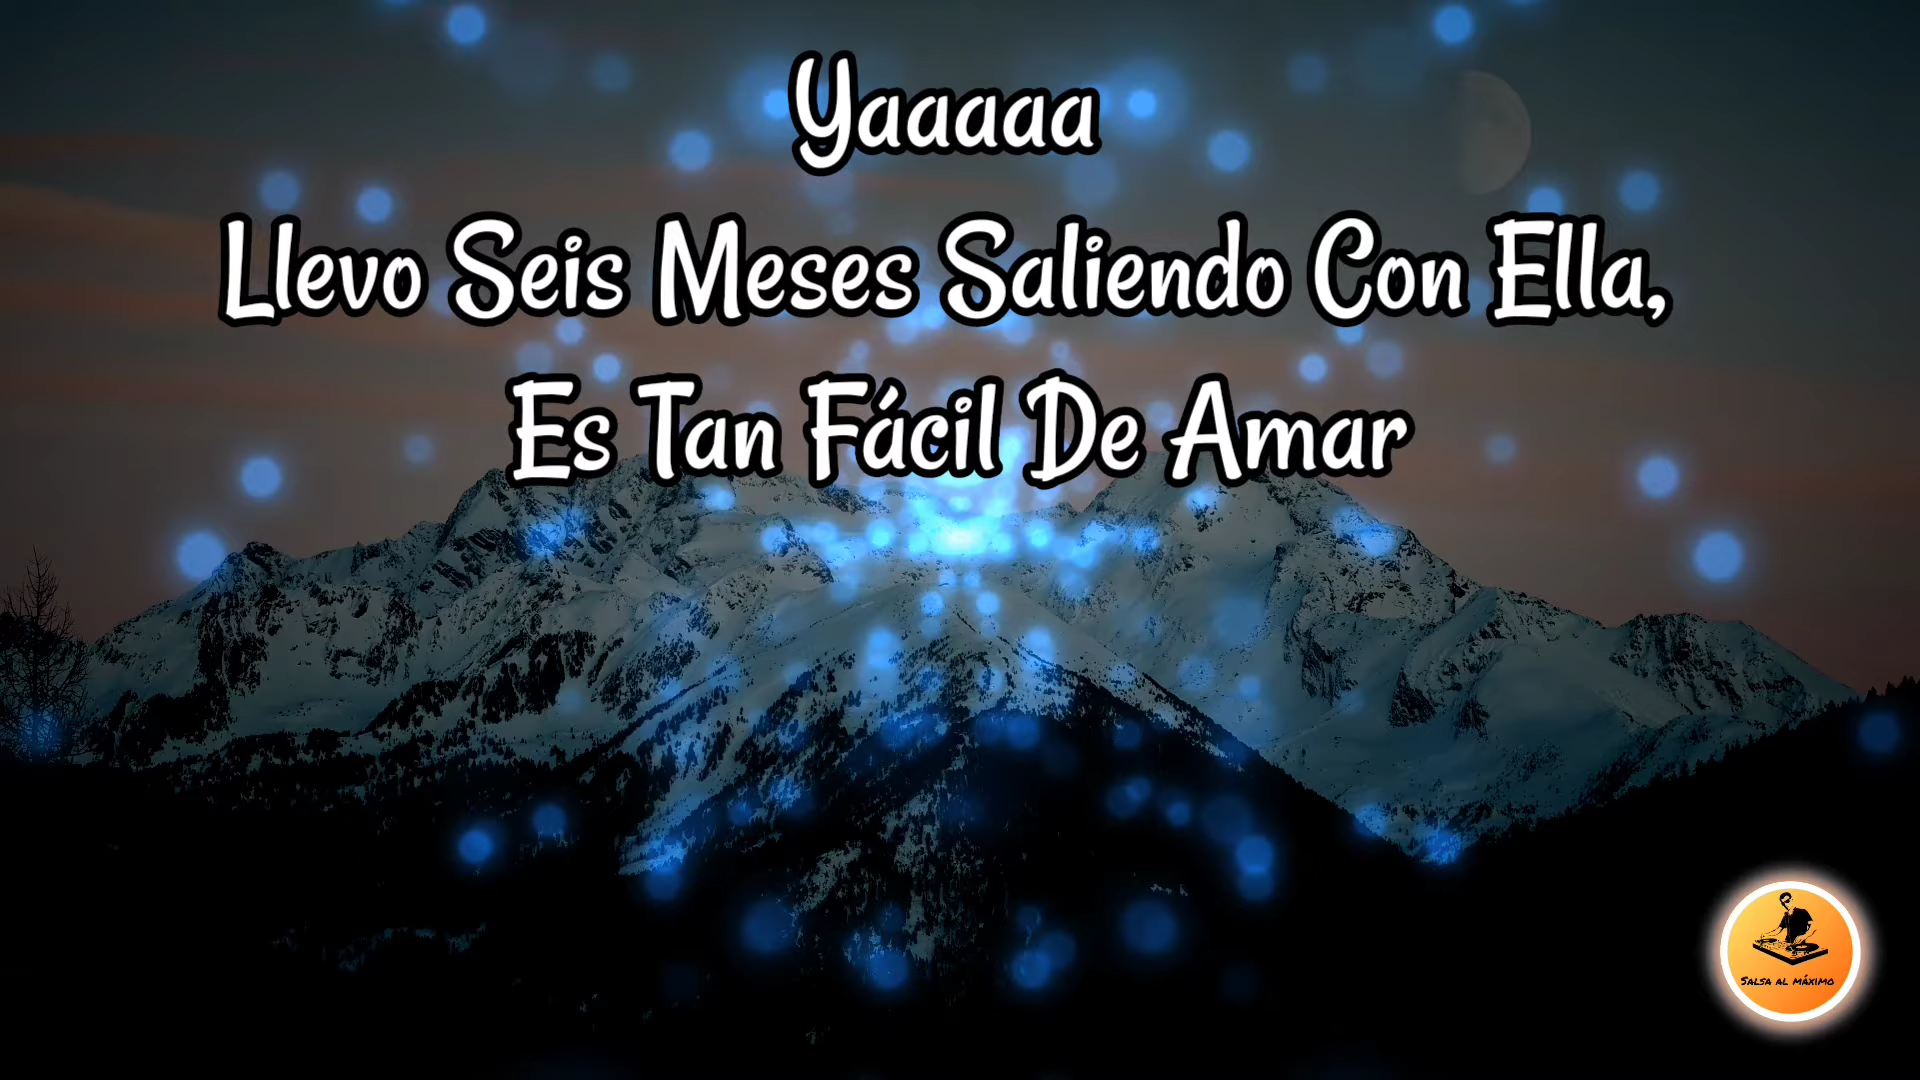 Yaaaaa
Llevo Seis Meses Saliendo Con Ella,
Es Tan Fácil De Amar
Salsa al máximo